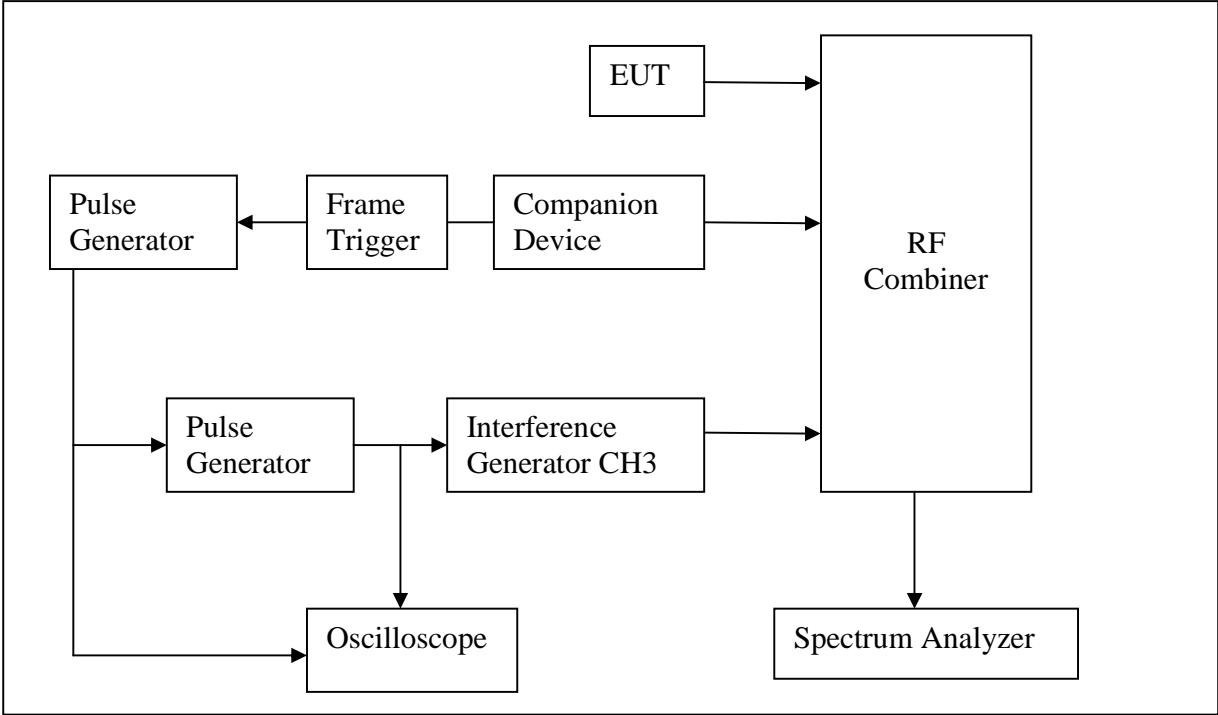 EUT
Pulse
Generator
Frame
Trigger
Companion
Device
RF
Combiner
Pulse
Generator
Interference
Generator CH3
Oscilloscope
Spectrum Analyzer